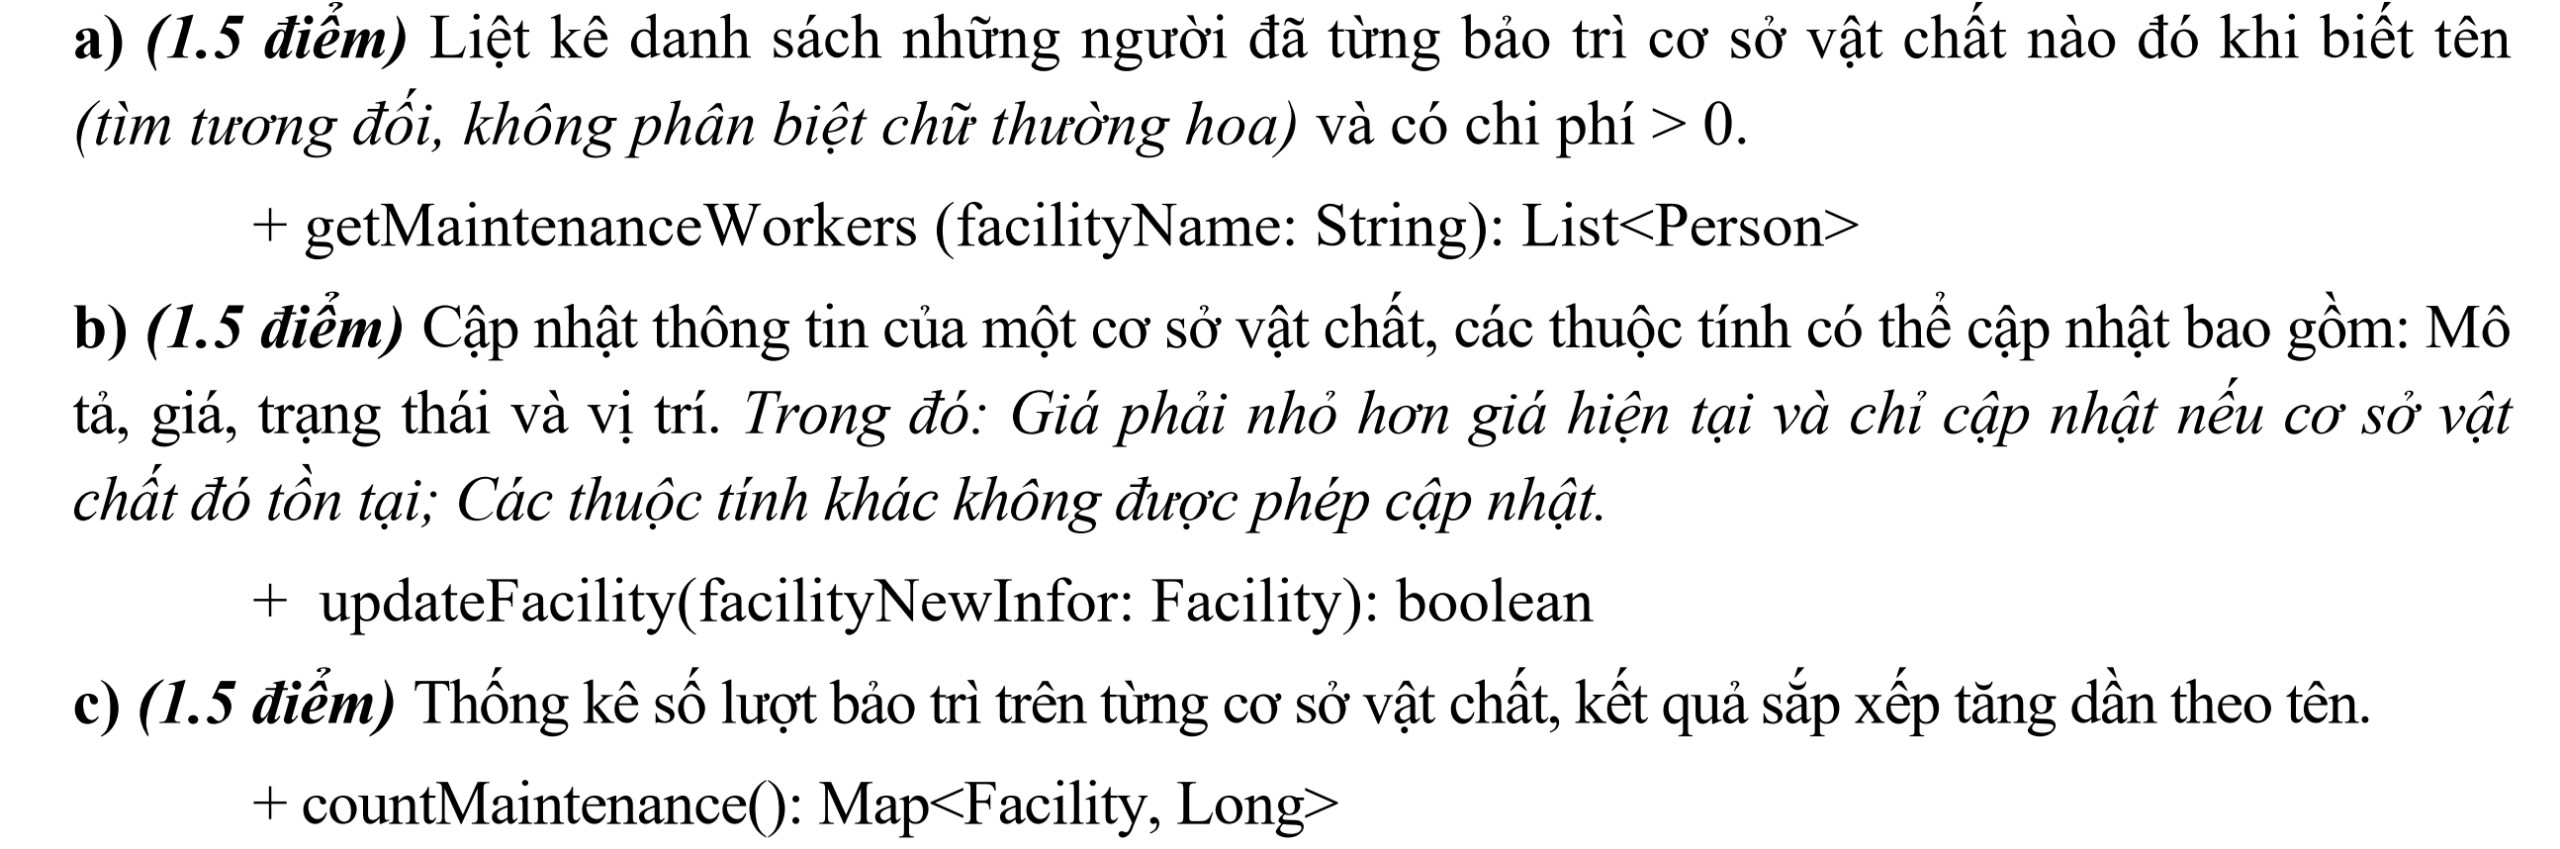 a) (1.5 điểm) Liệt kê danh sách những người đã từng bảo trì cơ sở vật chất nào đó khi biết tên
(tìm tương đối, không phân biệt chữ thường hoa) và có chi phí > 0.
+ getMaintenanceWorkers (facilityName: String): List<Person>
b) (1.5 điểm) Cập nhật thông tin của một cơ sở vật chất, các thuộc tính có thể cập nhật bao gồm: Mô
tả, giá, trạng thái và vị trí. Trong đó: Giá phải nhỏ hơn giá hiện tại và chỉ cập nhật nếu cơ sở vật
chất đó tồn tại; Các thuộc tính khác không được phép cập nhật.
+ updateFacility(facilityNewInfor: Facility): boolean
c) (1.5 điểm) Thống kê số lượt bảo trì trên từng cơ sở vật chất, kết quả sắp xếp tăng dần theo tên.
+ countMaintenance(): Map<Facility, Long>